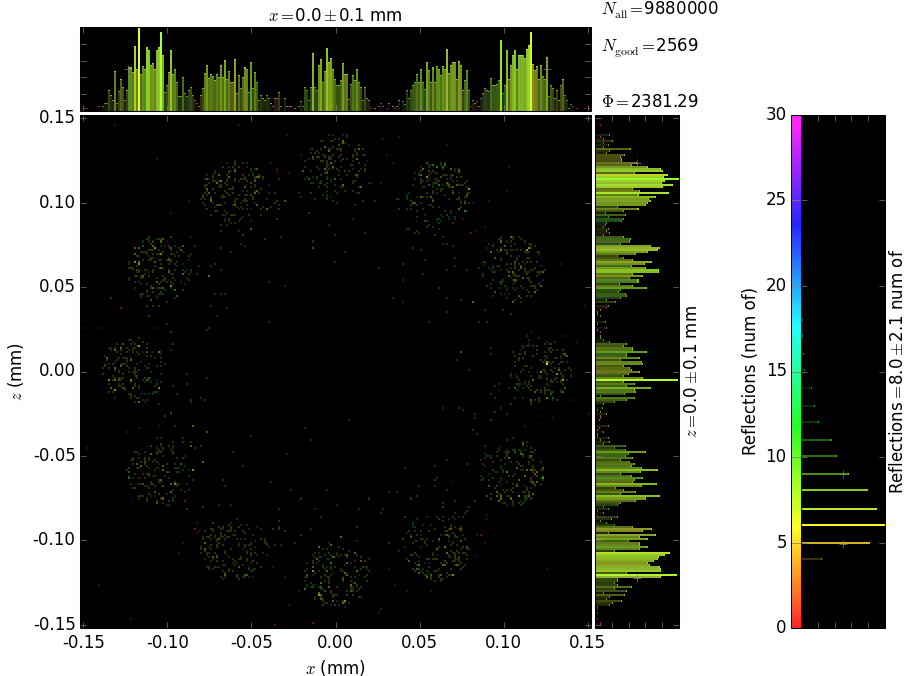 x = 0.0 ± 0.1 mm
N_all = 9880000
N_good = 2569
Φ = 2381.29
0.15
0.10
0.05
0.00
-0.05
-0.10
-0.15
z (mm)
-0.15
-0.10
-0.05
0.00
0.05
0.10
0.15
x (mm)
z = 0.0 ± 0.1 mm
30
25
20
15
10
5
0
Reflections (num of)
Reflections = 8.0 ± 2.1 num of